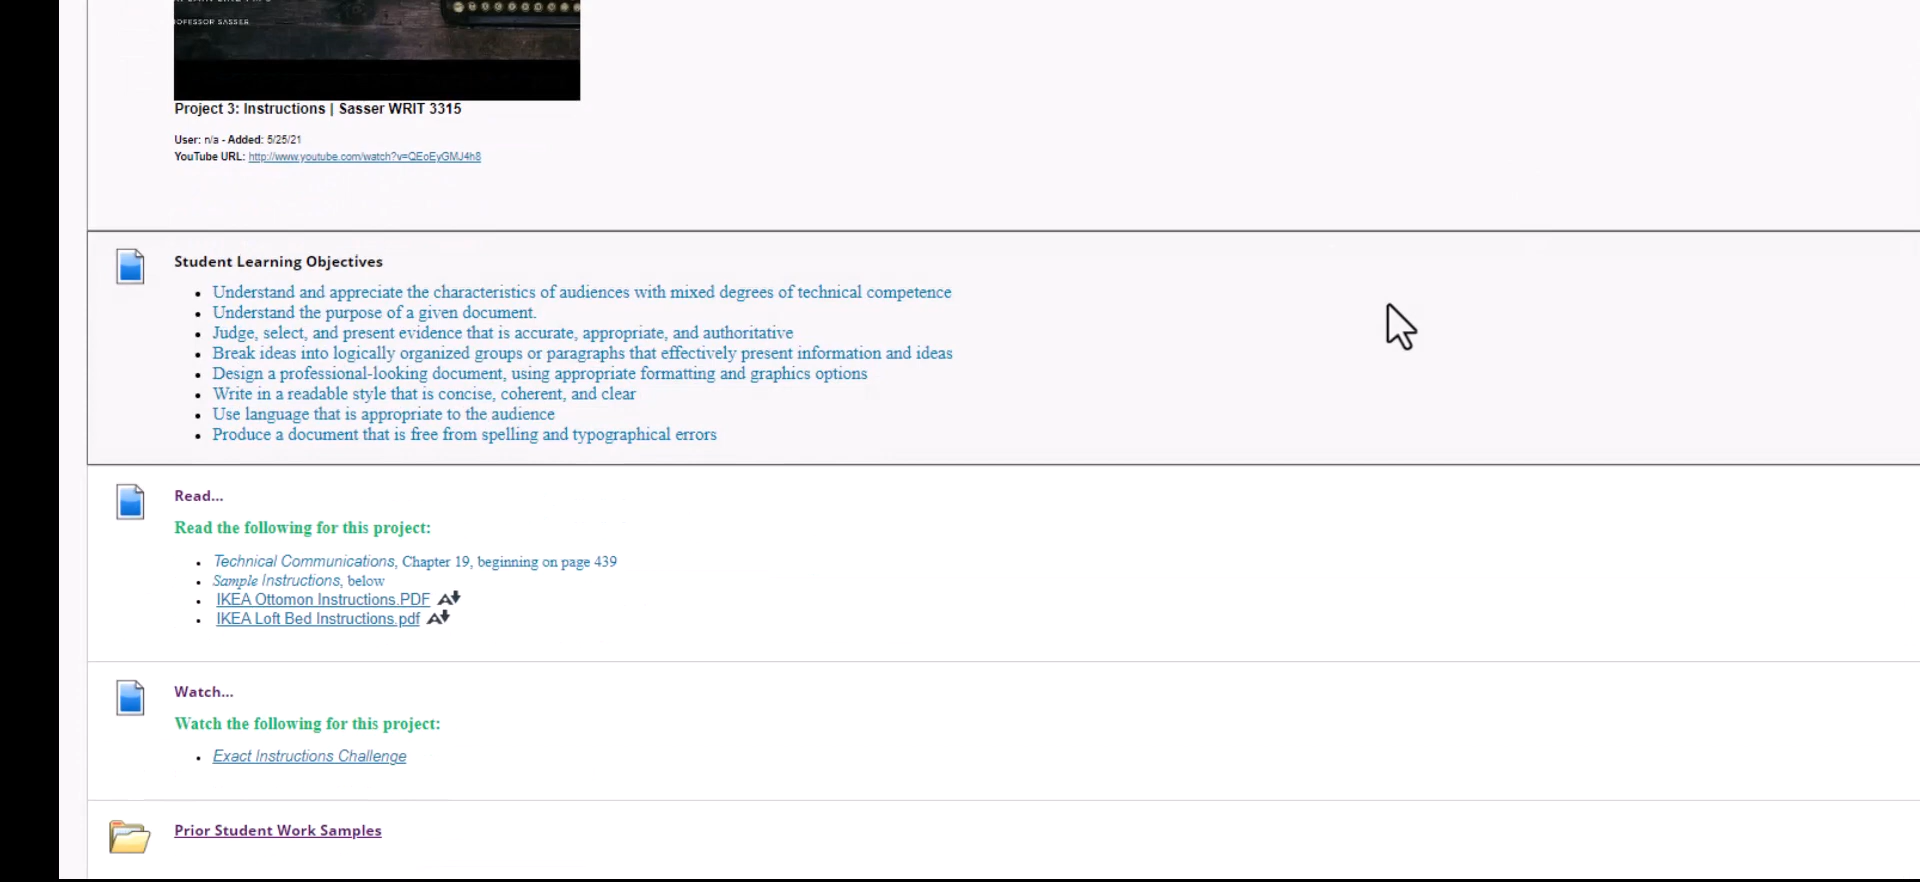 OFESSOR SASSER
Project 3: Instructions | Sasser WRIT 3315
User: n/a - Added: 5/25/21
YouTube URL: http://www.youtube.com/watch?v=QEoEyGMJ4h8
Student Learning Objectives
Understand and appreciate the characteristics of audiences with mixed degrees of technical competence
Understand the purpose of a given document.
Judge, select, and present evidence that is accurate, appropriate, and authoritative
Break ideas into logically organized groups or paragraphs that effectively present information and ideas
Design a professional-looking document, using appropriate formatting and graphics options
Write in a readable style that is concise, coherent, and clear
Use language that is appropriate to the audience
Produce a document that is free from spelling and typographical errors
Read...
Read the following for this project:
Technical Communications, Chapter 19, beginning on page 439
Sample Instructions, below
IKEA Ottomon Instructions.PDF
IKEA Loft Bed Instructions.pdf
Watch...
Watch the following for this project:
Exact Instructions Challenge
Prior Student Work Samples